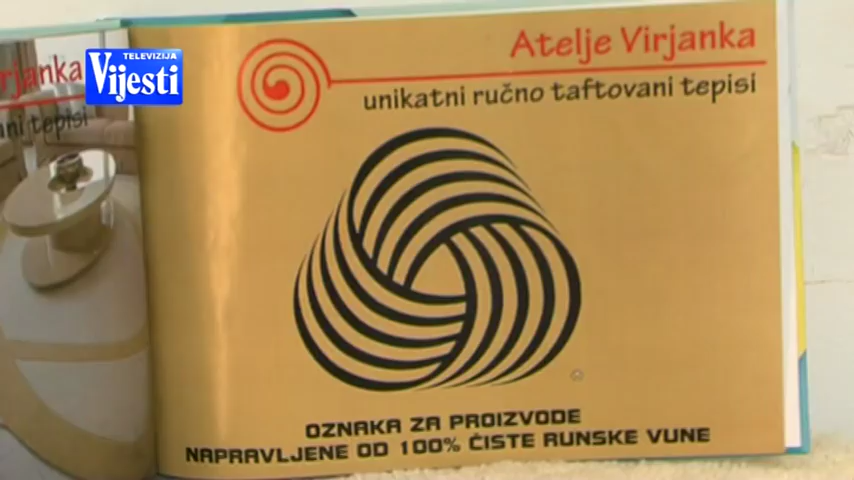 TELEVIZIJA
Vijesti
rjanka
ani tepisi
Atelje Virjanka
unikatni ručno taftovani tepisi
OZNAKA ZA PROIZVODE
NAPRAVLJENE OD 100% ČISTE RUNSKE VUNE